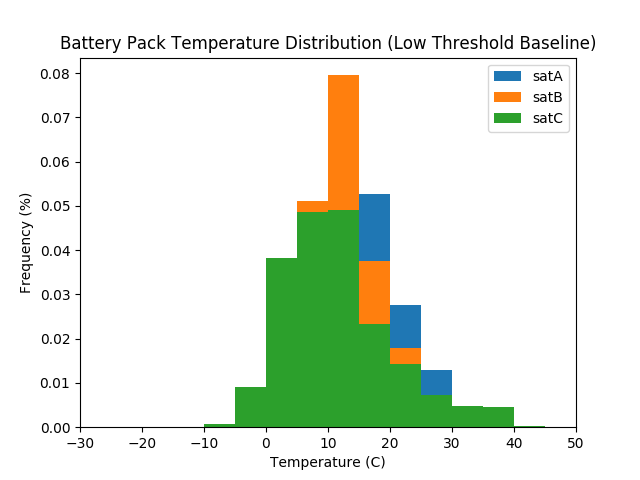 Battery Pack Temperature Distribution (Low Threshold Baseline)
satA
satB
satC
Frequency (%)
0.08
0.07
0.06
0.05
0.04
0.03
0.02
0.01
0.00
−30 −20 −10 0 10 20 30 40 50
Temperature (C)